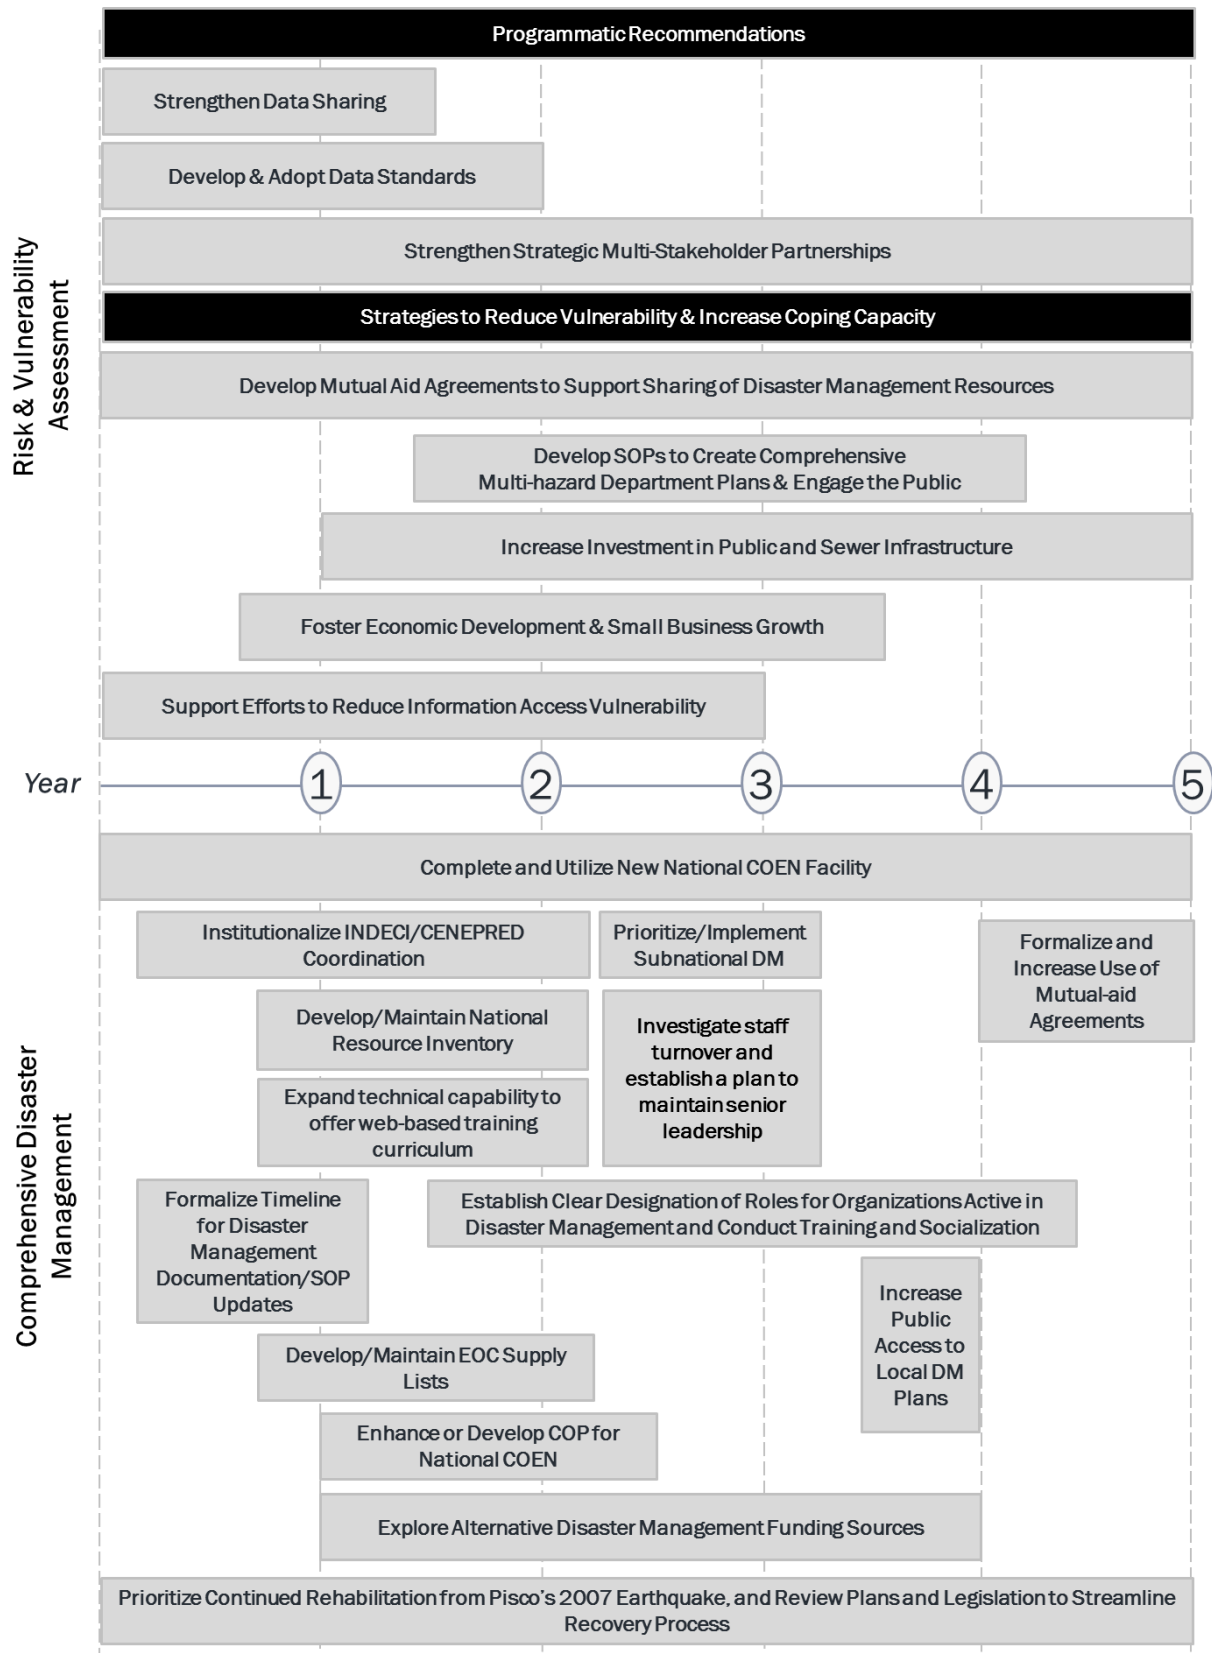 Programmatic Recommendations
Strengthen Data Sharing
Develop & Adopt Data Standards
Strengthen Strategic Multi-Stakeholder Partnerships
Risk & Vulnerability
Assessment
Strategies to Reduce Vulnerability & Increase Coping Capacity
Develop Mutual Aid Agreements to Support Sharing of Disaster Management Resources
Develop SOPs to Create Comprehensive
Multi-hazard Department Plans & Engage the Public
Increase Investment in Public and Sewer Infrastructure
Foster Economic Development & Small Business Growth
Support Efforts to Reduce Information Access Vulnerability
Year
1
2
3
4
5
Complete and Utilize New National COEN Facility
Institutionalize INDECI/CENEPRED
Coordination
Prioritize/Implement
Subnational DM
Formalize and
Increase Use of
Mutual-aid
Agreements
Develop/Maintain National
Resource Inventory
Investigate staff
turnover and
establish a plan to
maintain senior
leadership
Expand technical capability to
offer web-based training
curriculum
Comprehensive Disaster
Management
Formalize Timeline
for Disaster
Management
Documentation/SOP
Updates
Establish Clear Designation of Roles for Organizations Active in
Disaster Management and Conduct Training and Socialization
Increase
Public
Access to
Local DM
Plans
Develop/Maintain EOC Supply
Lists
Enhance or Develop COP for
National COEN
Explore Alternative Disaster Management Funding Sources
Prioritize Continued Rehabilitation from Pisco's 2007 Earthquake, and Review Plans and Legislation to Streamline
Recovery Process